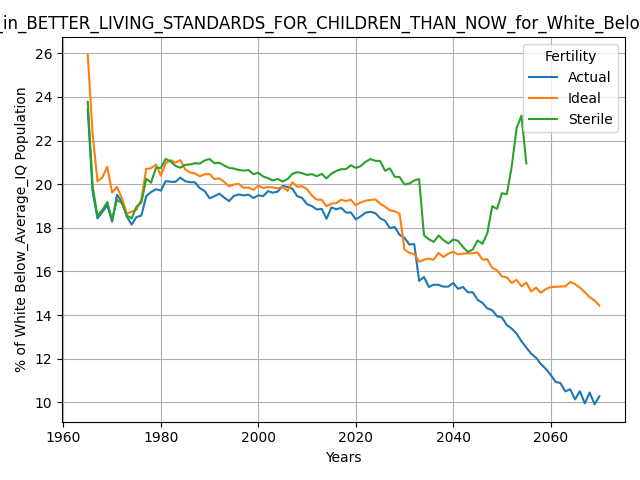 _in_BETTER_LIVING_STANDARDS_FOR_CHILDREN_THAN_NOW_for_White_Belo
Fertility
Actual
Ideal
Sterile
% of White Below_Average_IQ Population
26
24
22
20
18
16
14
12
10
1960
1980
2000
2020
2040
2060
Years